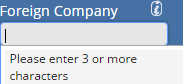 Foreign Company
Please enter 3 or more
characters